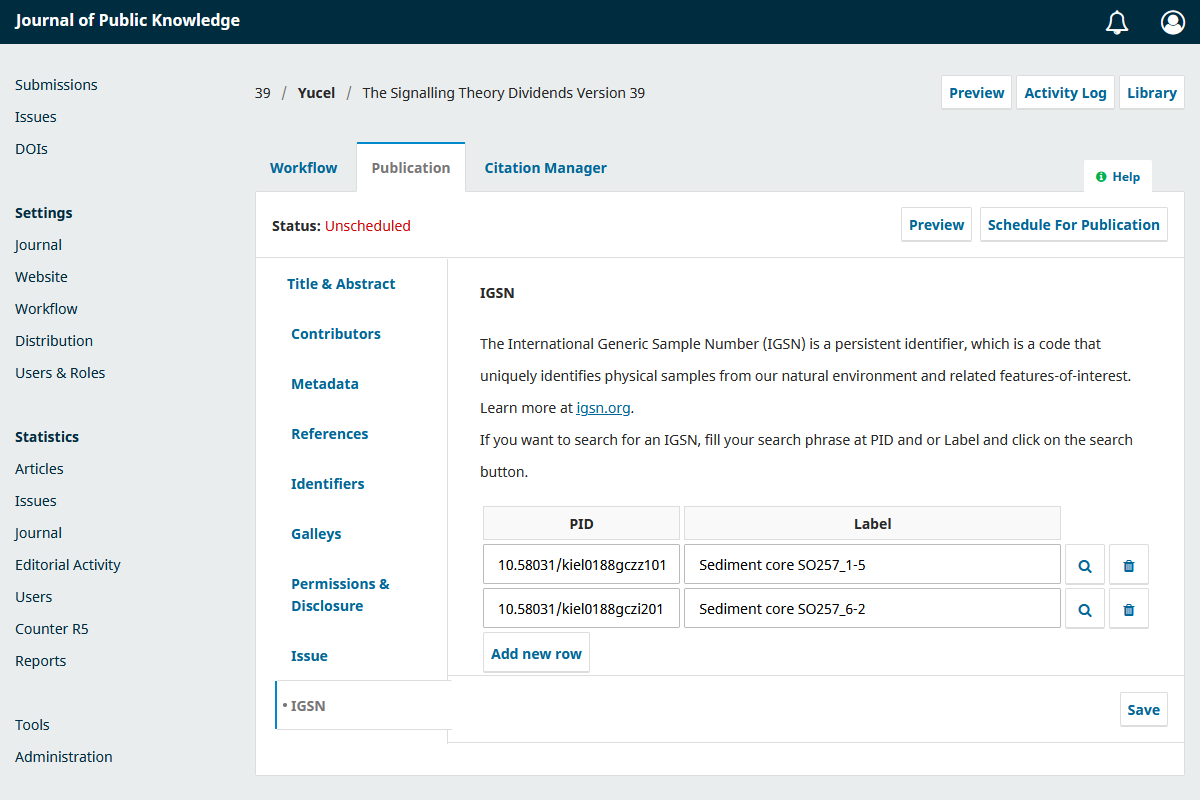 Journal of Public Knowledge
Submissions
Issues
DOIs
Settings
Journal
Website
Workflow
Distribution
Users & Roles
Statistics
Articles
Issues
Journal
Editorial Activity
Users
Counter R5
Reports
Tools
Administration
39 / Yucel / The Signalling Theory Dividends Version 39
Preview Activity Log Library
Workflow Publication Citation Manager
Help
Status: Unscheduled
Preview Schedule For Publication
Title & Abstract
Contributors
Metadata
References
Identifiers
Galleys
Permissions &
Disclosure
Issue
• IGSN
IGSN
The International Generic Sample Number (IGSN) is a persistent identifier, which is a code that
uniquely identifies physical samples from our natural environment and related features-of-interest.
Learn more at igsn.org.
If you want to search for an IGSN, fill your search phrase at PID and or Label and click on the search
button.
PID Label
10.58031/kiel0188gczz101 Sediment core SO257_1-5
10.58031/kiel0188gczi201 Sediment core SO257_6-2
Add new row
Save